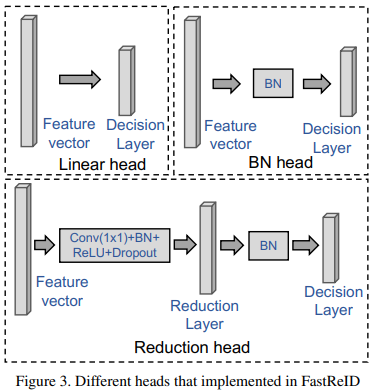 Feature
vector
Decision
Layer
Linear head
BN
Feature
vector
Decision
Layer
BN head
Conv(1x1)+BN+
ReLU+Dropout
BN
Feature
vector
Reduction
Layer
Decision
Layer
Reduction head
Figure 3. Different heads that implemented in FastReID